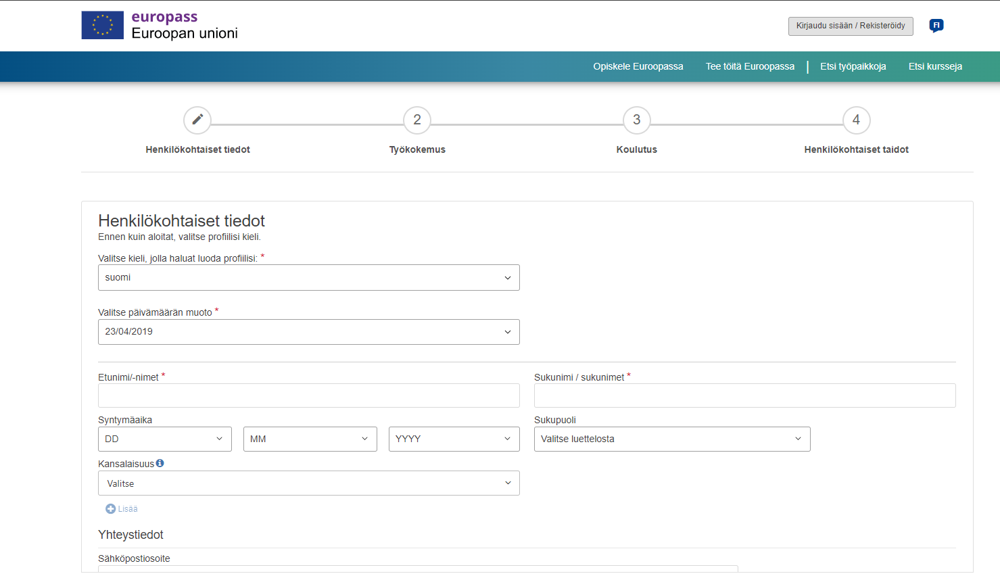 europass
Euroopan unioni
Kirjaudu sisään / Rekisteröidy
FI
Opiskele Euroopassa
Tee töitä Euroopassa
Etsi työpaikkoja
Etsi kursseja
2
3
4
Henkilökohtaiset tiedot
Työkokemus
Koulutus
Henkilökohtaiset taidot
Henkilökohtaiset tiedot
Ennen kuin aloitat, valitse profiilisi kieli.
Valitse kieli, jolla haluat luoda profiilisi: *
suomi
Valitse päivämäärän muoto *
23/04/2019
Etunimi/-nimet *
Sukunimi / sukunimet *
Syntymäaika
Sukupuoli
DD
MM
YYYY
Valitse luettelosta
Kansalaisuus
Valitse
Lisää
Yhteystiedot
Sähköpostiosoite